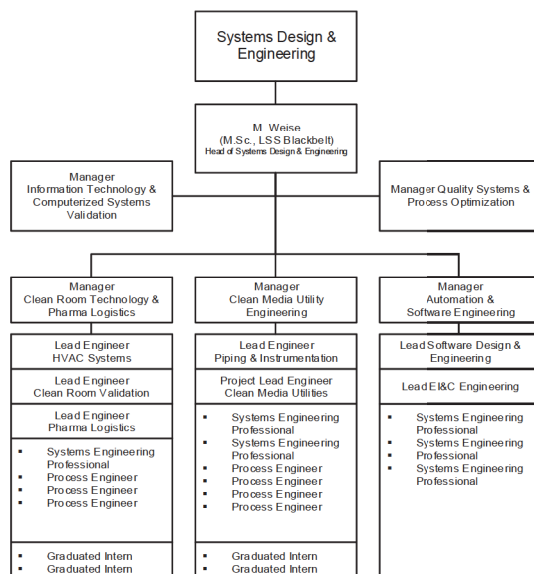 Systems Design &
Engineering
M. Weise
(M.Sc., LSS Blackbelt)
Head of Systems Design & Engineering
Manager
Information Technology &
Computerized Systems
Validation
Manager Quality Systems &
Process Optimization
Manager
Clean Room Technology &
Pharma Logistics
Lead Engineer
HVAC Systems
Lead Engineer
Clean Room Validation
Lead Engineer
Pharma Logistics
▪ Systems Engineering
Professional
▪ Process Engineer
▪ Process Engineer
▪ Process Engineer
▪ Graduated Intern
▪ Graduated Intern
Manager
Clean Media Utility
Engineering
Lead Engineer
Piping & Instrumentation
Project Lead Engineer
Clean Media Utilities
▪ Systems Engineering
Professional
▪ Systems Engineering
Professional
▪ Process Engineer
▪ Process Engineer
▪ Process Engineer
▪ Process Engineer
▪ Graduated Intern
▪ Graduated Intern
Manager
Automation &
Software Engineering
Lead Software Design &
Engineering
Lead EI&C Engineering
▪ Systems Engineering
Professional
▪ Systems Engineering
Professional
▪ Systems Engineering
Professional